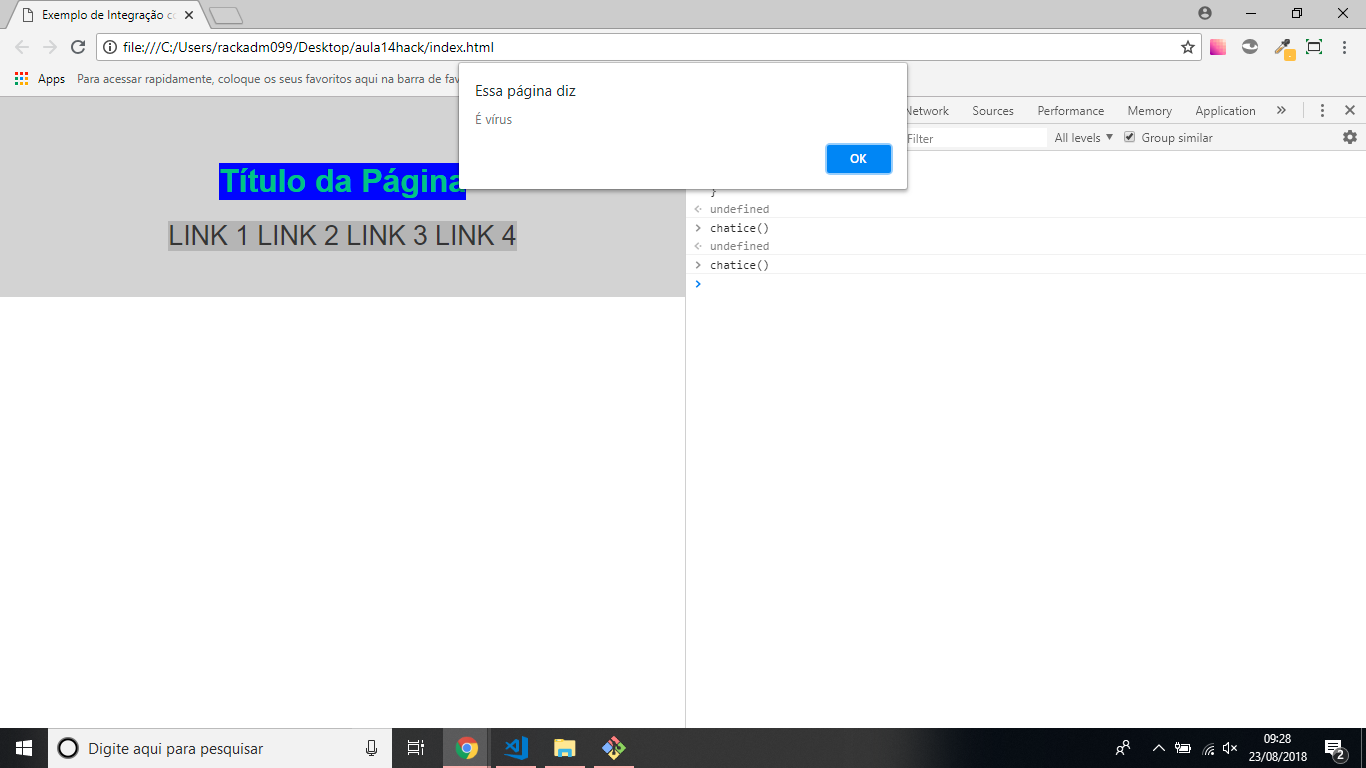 Exemplo de Integração co
file:///C:/Users/rackadm099/Desktop/aula14hack/index.html
Apps Para acessar rapidamente, coloque os seus favoritos aqui na barra de fav
Essa página diz
É vírus
OK
Network Sources Performance Memory Application
Filter All levels Group similar
Título da Página
LINK 1 LINK 2 LINK 3 LINK 4
}
undefined
chatice()
undefined
chatice()
Digite aqui para pesquisar
09:28
23/08/2018
2